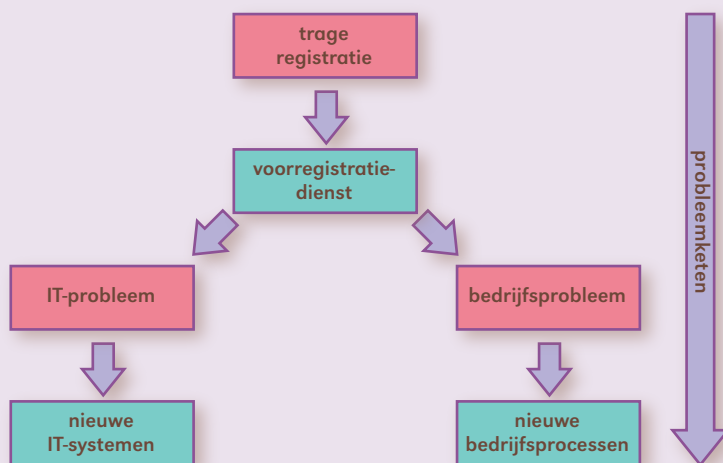 trage
registratie
voorregistratie-
dienst
IT-probleem
bedrijfsprobleem
nieuwe
IT-systemen
nieuwe
bedrijfsprocessen
probleemketen